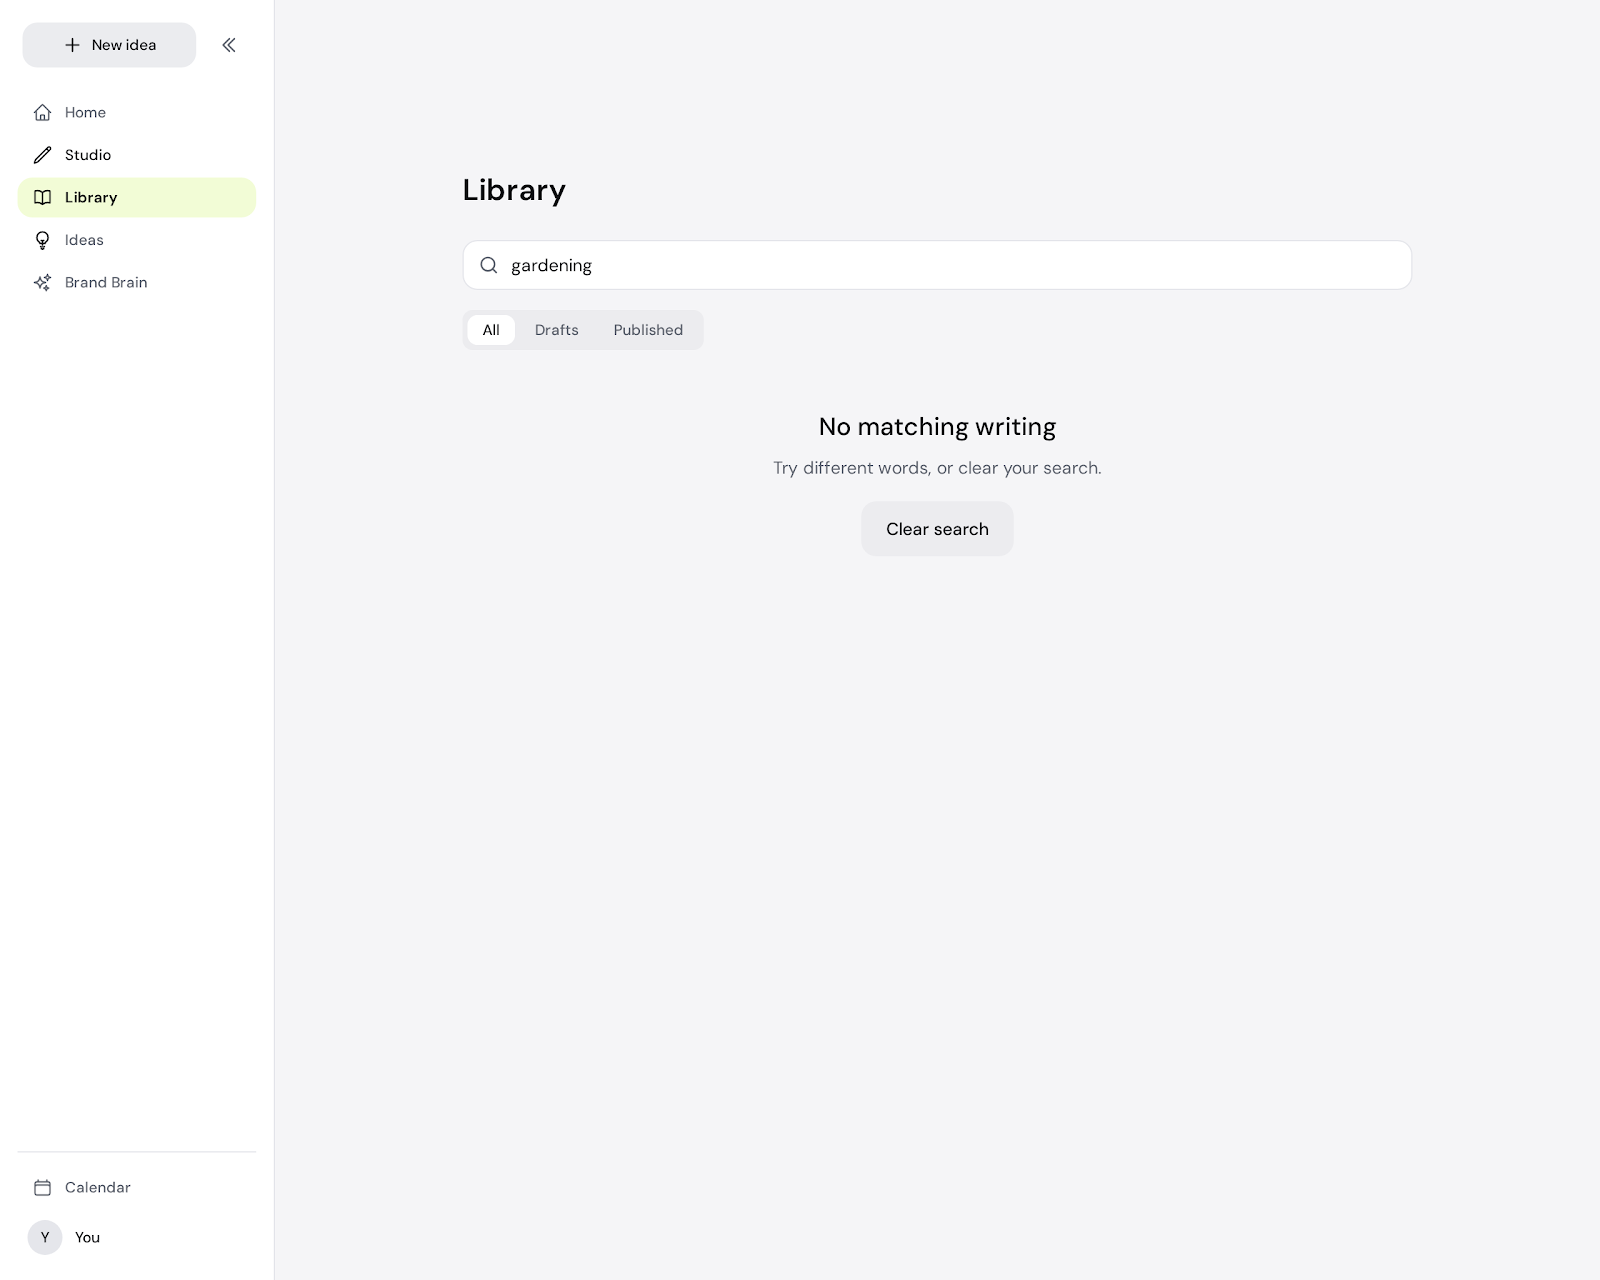 New idea
Home
Studio
Library
Ideas
Brand Brain
Library
gardening
All Drafts Published
No matching writing
Try different words, or clear your search.
Clear search
Calendar
Y You